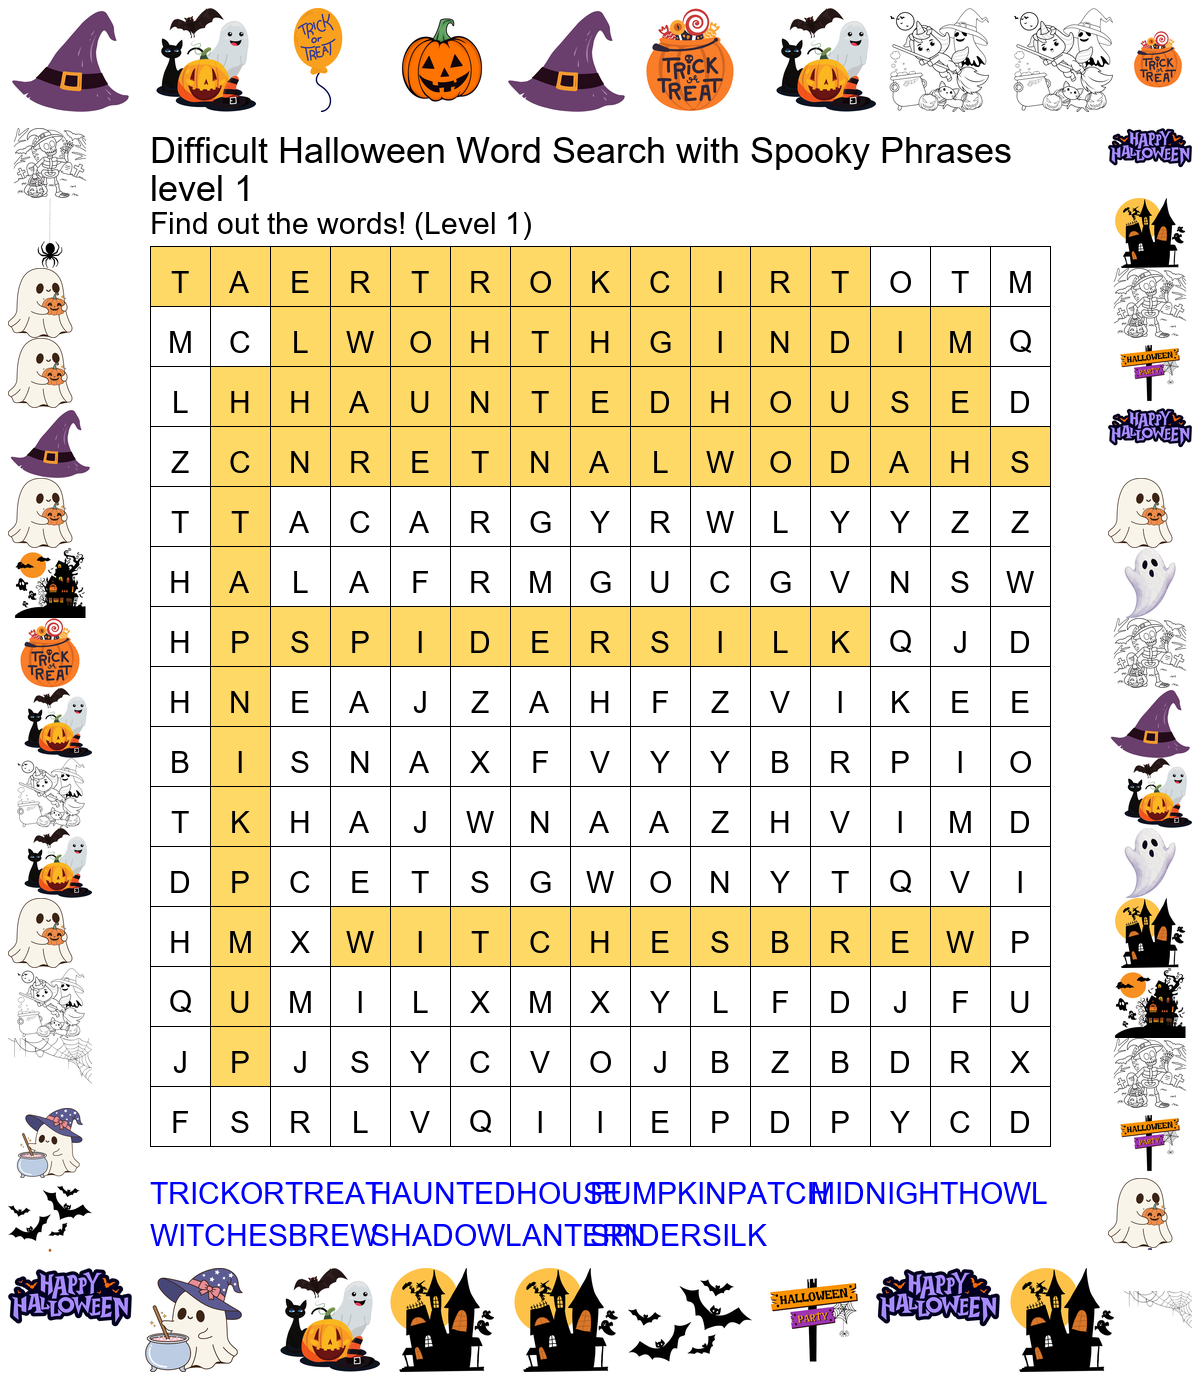 TRICK or TREAT
TRICOR or TREAT
TRICK or TREAT
HAPPY HALLOWEEN
Difficult Halloween Word Search with Spooky Phrases
level 1
Find out the words! (Level 1)
T A E R T R O K C I R T O T M
M C L W O H T H G I N D I M Q
L H H A U N T E D H O U S E D
HALLOWEEN PARTY
HAPPY HALLOWEEN
Z C N R E T N A L W O D A H S
T T A C A R G Y R W L Y Y Z Z
H A L A F R M G U C G V N S W
H P S P I D E R S I L K Q J D
TRICK or TREAT
H N E A J Z A H F Z V I K E E
B I S N A X F V Y Y B R P I O
T K H A J W N A A Z H V I M D
D P C E T S G W O N Y T Q V I
H M X W I T C H E S B R E W P
Q U M I L X M X Y L F D J F U
J P J S Y C V O J B Z B D R X
F S R L V Q I I E P D P Y C D
HALLOWEEN PARTY
TRICKORTREAT HAUNTEDHOUSE PUMPKINPATCH MIDNIGHTHOWL
WITCHESBREW SHADOWLANTERN SPIDERSILK
HAPPY HALLOWEEN
HALLOWEEN PARTY
HAPPY HALLOWEEN